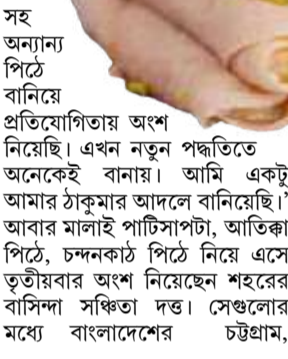 সহ
অন্যান্য
পিঠে
বানিয়ে
প্রতিযোগিতায় অংশ
নিয়েছি। এখন নতুন পদ্ধতিতে
অনেকেই বানায়। আমি একটু
আমার ঠাকুমার আদলে বানিয়েছি।’
আবার মালাই পাটিসাপটা, আতিক্কা
পিঠে, চন্দনকাঠ পিঠে নিয়ে এসে
তৃতীয়বার অংশ নিয়েছেন শহরের
বাসিন্দা সঞ্চিতা দত্ত। সেগুলোর
মধ্যে বাংলাদেশের চট্টগ্রাম,